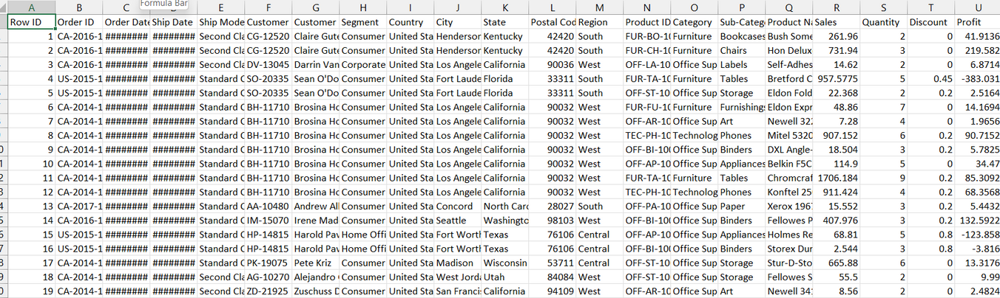 Formula Bar
A B C D E F G H I J K L M N O P Q R S T U
Row ID Order ID Order Date Ship Date Ship Mode Customer Customer Segment Country City State Postal Cod Region Product ID Category Sub-Categ Product Na Sales Quantity Discount Profit
1 CA-2016-1 ######## ######## Second Cla CG-12520 Claire Gute Consumer United Sta Henderson Kentucky 42420 South FUR-BO-10 Furniture Bookcases Bush Some 261.96 2 0 41.9136
2 CA-2016-1 ######## ######## Second Cla CG-12520 Claire Gute Consumer United Sta Henderson Kentucky 42420 South FUR-CH-10 Furniture Chairs Hon Delux 731.94 3 0 219.582
3 CA-2016-1 ######## ######## Second Cla DV-13045 Darrin Van Corporate United Sta Los Angele California 90036 West OFF-LA-10 Office Sup Labels Self-Adhes 14.62 2 0 6.8714
4 US-2015-1 ######## ######## Standard C SO-20335 Sean O'Do Consumer United Sta Fort Laude Florida 33311 South FUR-TA-10 Furniture Tables Bretford C 957.5775 5 0.45 -383.031
5 US-2015-1 ######## ######## Standard C SO-20335 Sean O'Do Consumer United Sta Fort Laude Florida 33311 South OFF-ST-10 Office Sup Storage Eldon Fold 22.368 2 0.2 2.5164
6 CA-2014-1 ######## ######## Standard C BH-11710 Brosina Ho Consumer United Sta Los Angele California 90032 West FUR-FU-10 Furniture Furnishings Eldon Expr 48.86 7 0 14.1694
7 CA-2014-1 ######## ######## Standard C BH-11710 Brosina Ho Consumer United Sta Los Angele California 90032 West OFF-AR-10 Office Sup Art Newell 322 7.28 4 0 1.9656
8 CA-2014-1 ######## ######## Standard C BH-11710 Brosina Ho Consumer United Sta Los Angele California 90032 West TEC-PH-10 Technolog Phones Mitel 5320 907.152 6 0.2 90.7152
9 CA-2014-1 ######## ######## Standard C BH-11710 Brosina Ho Consumer United Sta Los Angele California 90032 West OFF-BI-100 Office Sup Binders DXL Angle- 18.504 3 0.2 5.7825
10 CA-2014-1 ######## ######## Standard C BH-11710 Brosina Ho Consumer United Sta Los Angele California 90032 West OFF-AP-10 Office Sup Appliances Belkin F5C 114.9 5 0 34.47
11 CA-2014-1 ######## ######## Standard C BH-11710 Brosina Ho Consumer United Sta Los Angele California 90032 West FUR-TA-10 Furniture Tables Chromcraf 1706.184 9 0.2 85.3092
12 CA-2014-1 ######## ######## Standard C BH-11710 Brosina Ho Consumer United Sta Los Angele California 90032 West TEC-PH-10 Technolog Phones Konftel 25 911.424 4 0.2 68.3568
13 CA-2017-1 ######## ######## Standard C AA-10480 Andrew All Consumer United Sta Concord North Caro 28027 South OFF-PA-10 Office Sup Paper Xerox 1967 15.552 3 0.2 5.4432
14 CA-2016-1 ######## ######## Standard C IM-15070 Irene Mad Consumer United Sta Seattle Washingto 98103 West OFF-BI-100 Office Sup Binders Fellowes P 407.976 3 0.2 132.5922
15 US-2015-1 ######## ######## Standard C HP-14815 Harold Pav Home Offi United Sta Fort Worth Texas 76106 Central OFF-AP-10 Office Sup Appliances Holmes Re 68.81 5 0.8 -123.858
16 US-2015-1 ######## ######## Standard C HP-14815 Harold Pav Home Offi United Sta Fort Worth Texas 76106 Central OFF-BI-100 Office Sup Binders Storex Dur 2.544 3 0.8 -3.816
17 CA-2014-1 ######## ######## Standard C PK-19075 Pete Kriz Consumer United Sta Madison Wisconsin 53711 Central OFF-ST-10 Office Sup Storage Stur-D-Sto 665.88 6 0 13.3176
18 CA-2014-1 ######## ######## Second Cla AG-10270 Alejandro Consumer United Sta West Jorda Utah 84084 West OFF-ST-10 Office Sup Storage Fellowes S 55.5 2 0 9.99
19 CA-2014-1 ######## ######## Second Cla ZD-21925 Zuschuss D Consumer United Sta San Franci California 94109 West OFF-AR-10 Office Sup Art Newell 341 8.56 2 0 2.4824